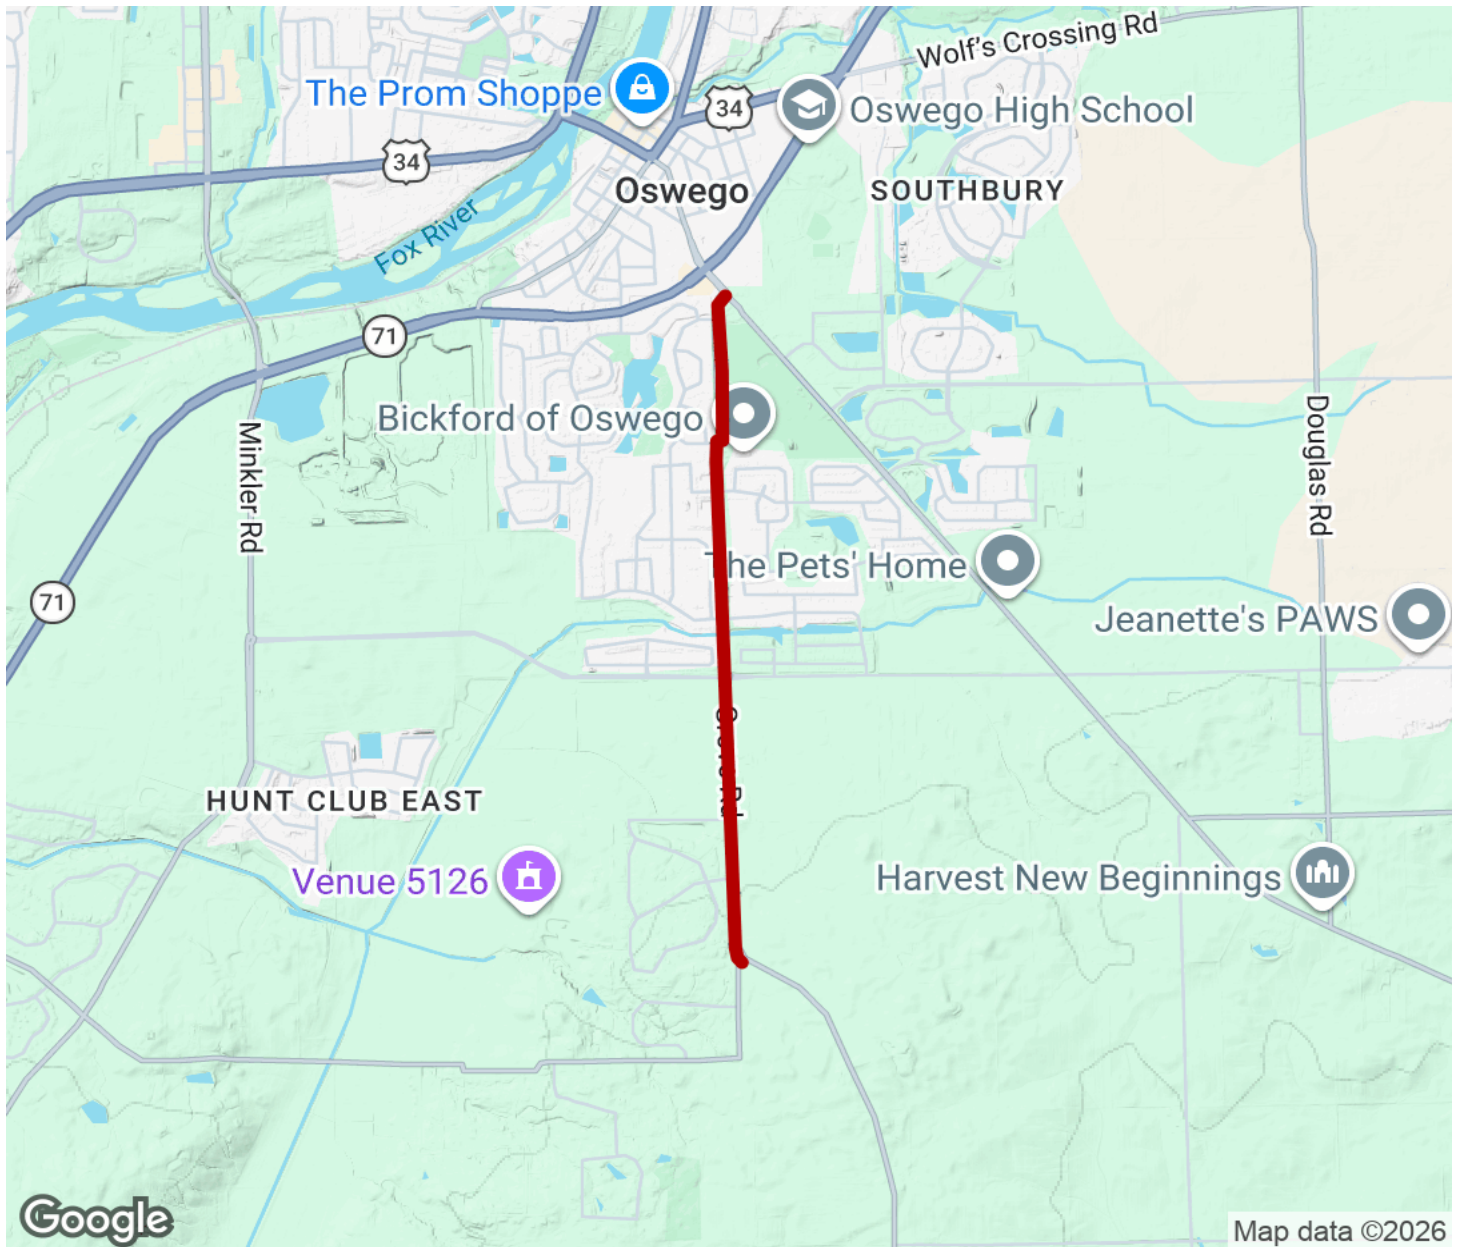 Wolf's Crossing Rd
The Prom Shoppe
34
Oswego High School
34
Oswego
SOUTHBURY
Fox River
71
Bickford of Oswego
Minkler Rd
Douglas Rd
The Pets' Home
71
Jeanette's PAWS
HUNT CLUB EAST
Venue 5126
Harvest New Beginnings
Google
Map data ©2026